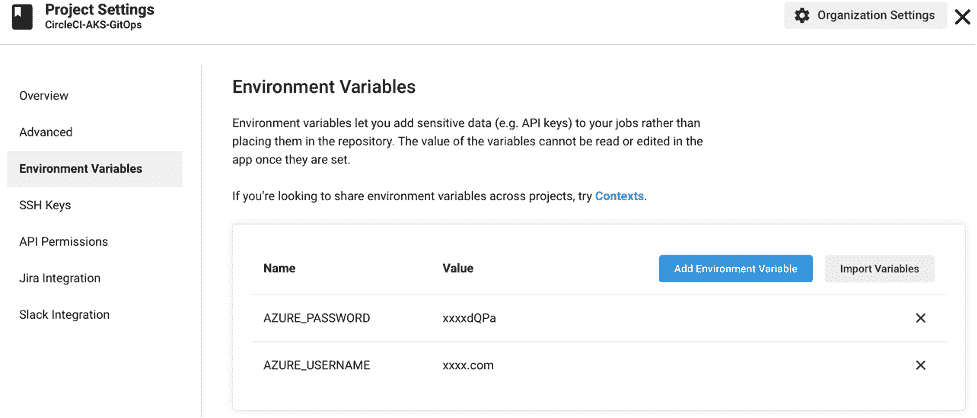 Project Settings
CircleCI-AKS-GitOps
Organization Settings
Overview
Advanced
Environment Variables
SSH Keys
API Permissions
Jira Integration
Slack Integration
Environment Variables
Environment variables let you add sensitive data (e.g. API keys) to your jobs rather than
placing them in the repository. The value of the variables cannot be read or edited in the
app once they are set.
If you're looking to share environment variables across projects, try Contexts.
Name Value Add Environment Variable Import Variables
AZURE_PASSWORD xxxxdQPa
AZURE_USERNAME xxxx.com